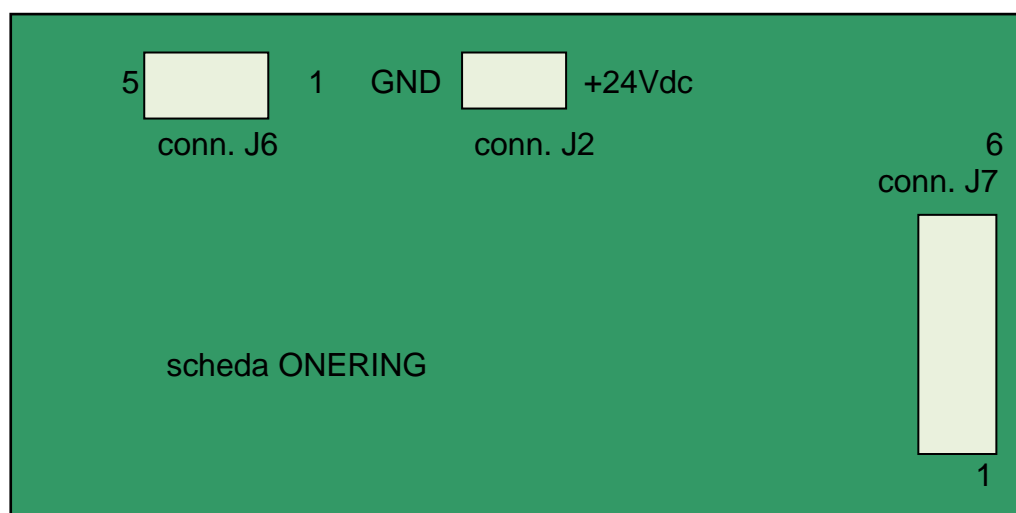 5 1 GND +24Vdc
conn. J6 conn. J2
6
conn. J7
scheda ONERING
1